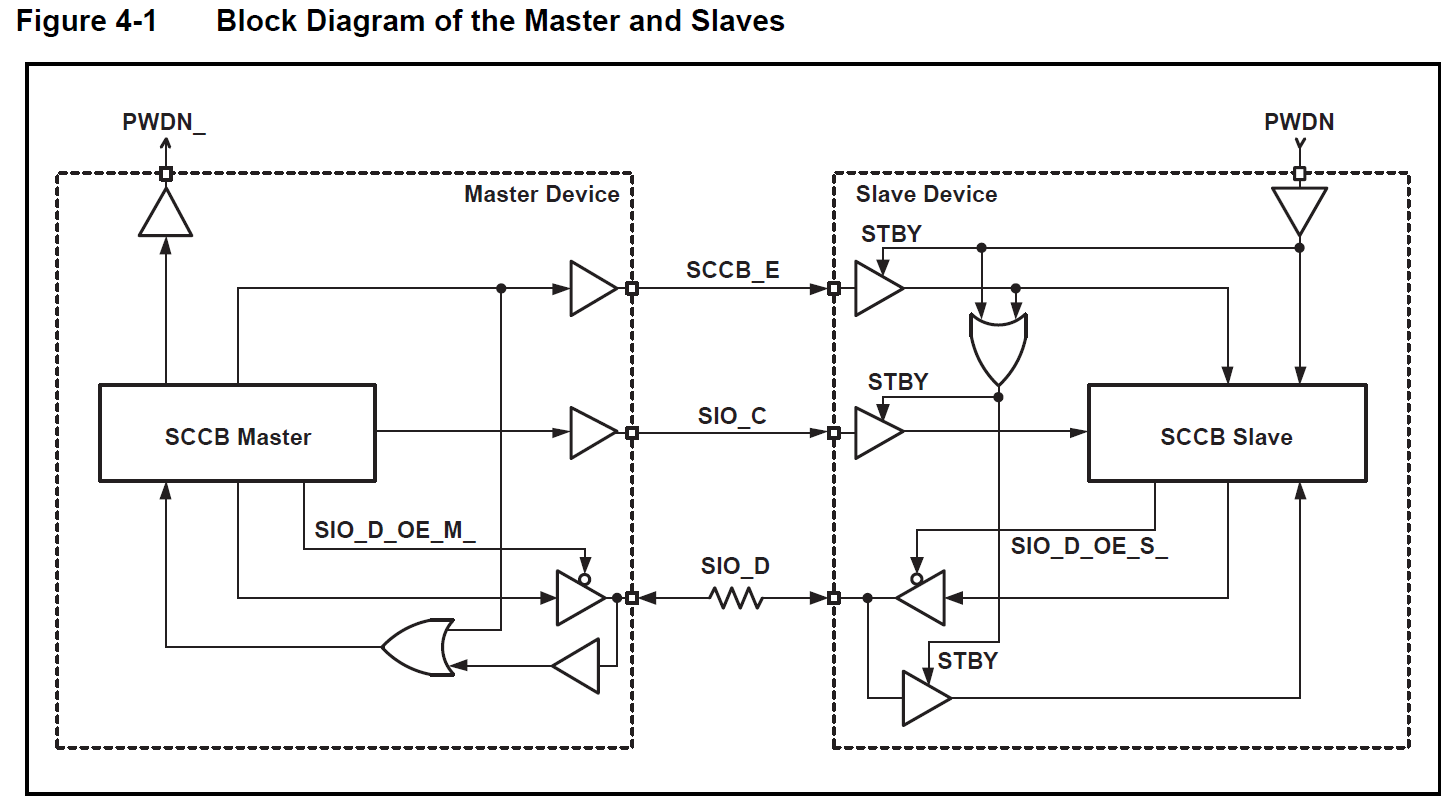 Figure 4-1 Block Diagram of the Master and Slaves
PWDN_
PWDN
Master Device
Slave Device
STBY
SCCB_E
STBY
SIO_C
SCCB Master
SCCB Slave
SIO_D_OE_M_
SIO_D_OE_S_
SIO_D
STBY